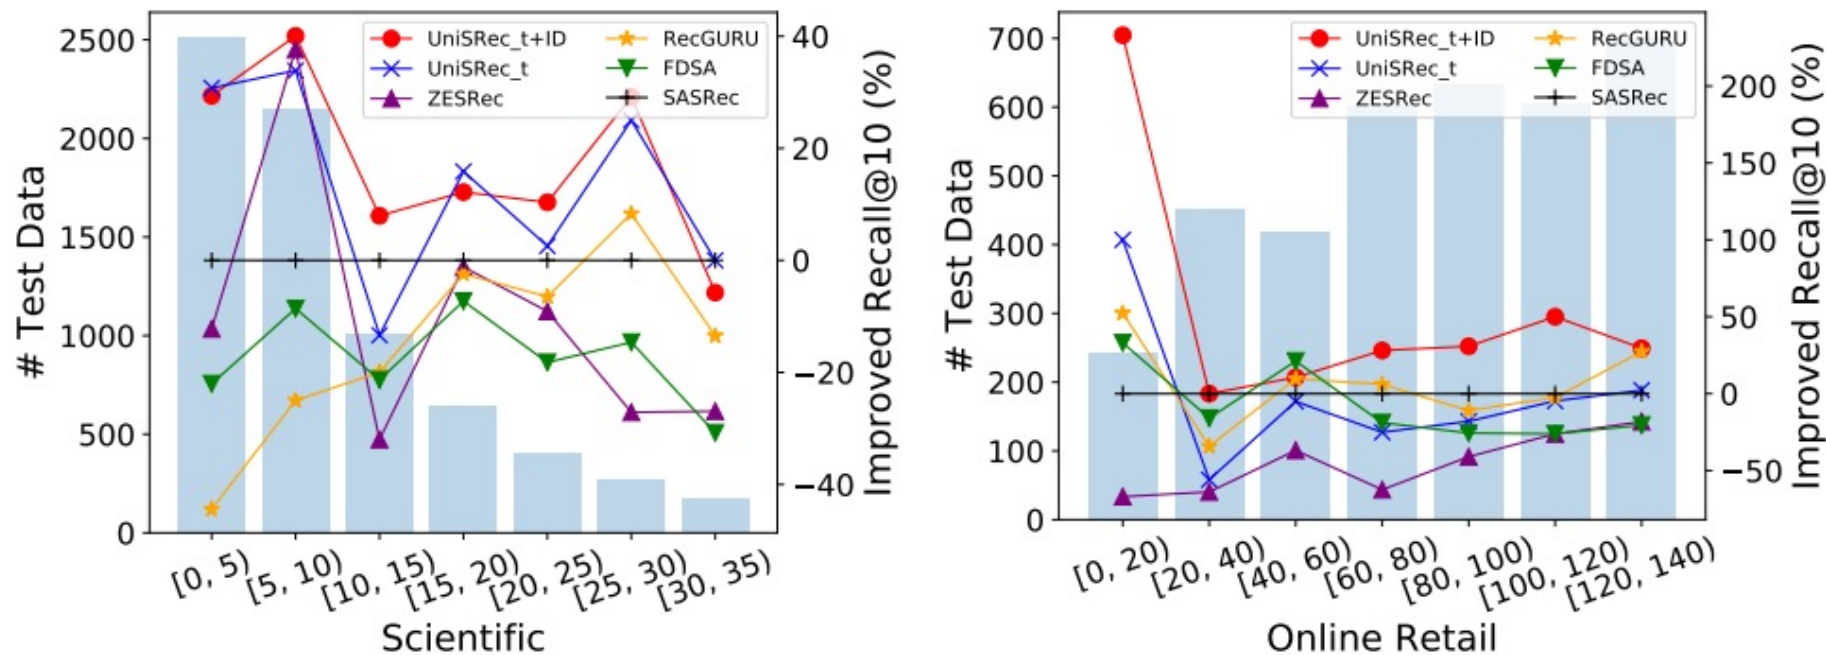 2500
2000
1500
1000
500
0
# Test Data
UniSRec_t+ID
UniSRec_t
ZESRec
RecGURU
FDSA
SASRec
40
20
0
−20
−40
Improved Recall@10 (%)
[0, 5)
[5, 10)
[10, 15)
[15, 20)
[20, 25)
[25, 30)
[30, 35)
Scientific
700
600
500
400
300
200
100
0
# Test Data
UniSRec_t+ID
UniSRec_t
ZESRec
RecGURU
FDSA
SASRec
200
150
100
50
0
−50
Improved Recall@10 (%)
[0, 20)
[20, 40)
[40, 60)
[60, 80)
[80, 100)
[100, 120)
[120, 140)
Online Retail